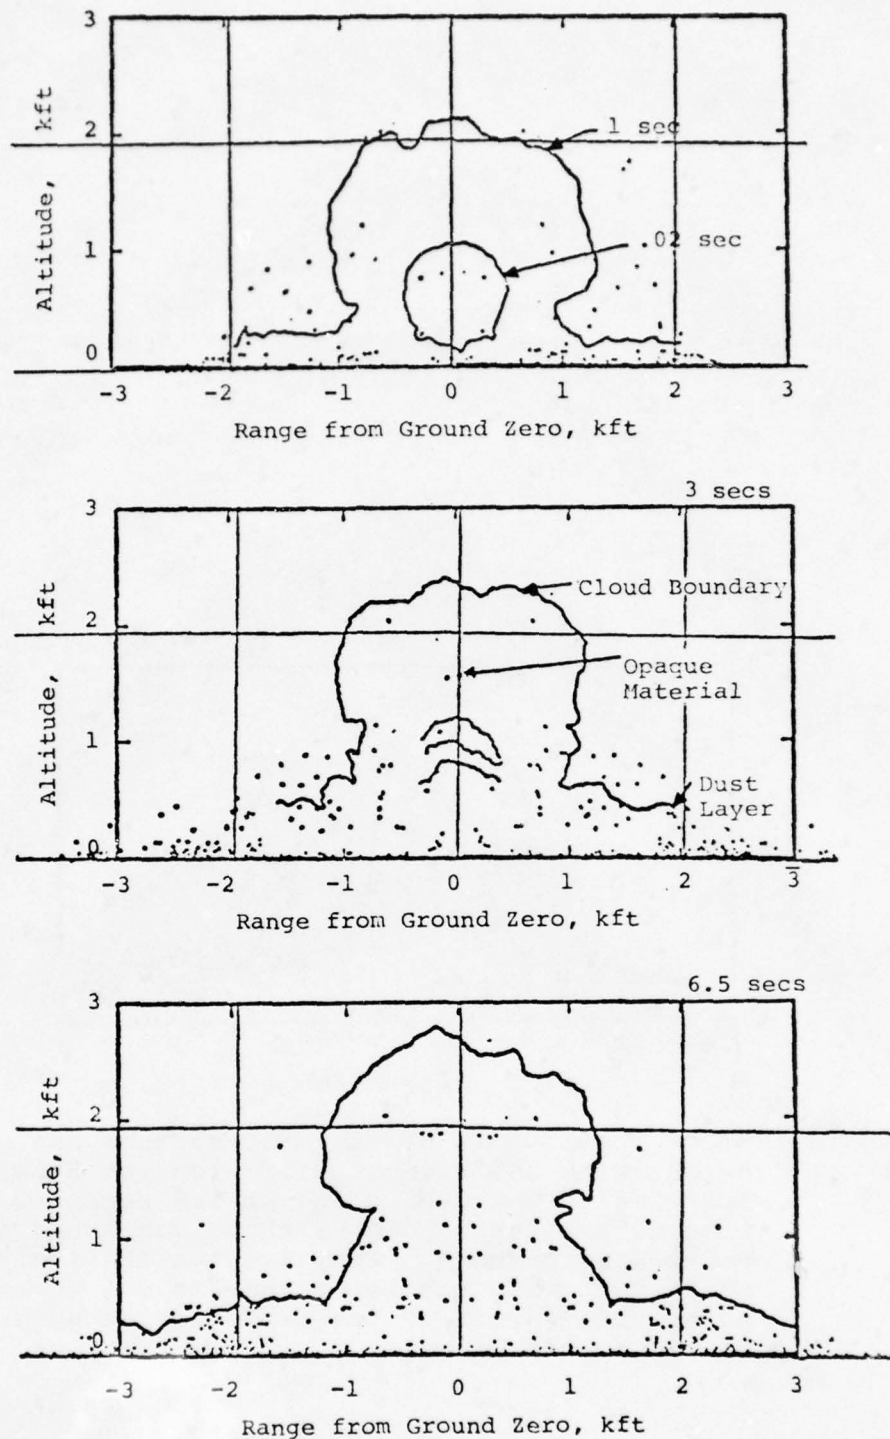 3
2
1
0
Altitude, kft
1 sec
.02 sec
-3 -2 -1 0 1 2 3
Range from Ground Zero, kft
3 secs
3
2
1
0
Altitude, kft
Cloud Boundary
Opaque
Material
Dust
Layer
-3 -2 -1 0 1 2 3
Range from Ground Zero, kft
6.5 secs
3
2
1
0
Altitude, kft
-3 -2 -1 0 1 2 3
Range from Ground Zero, kft